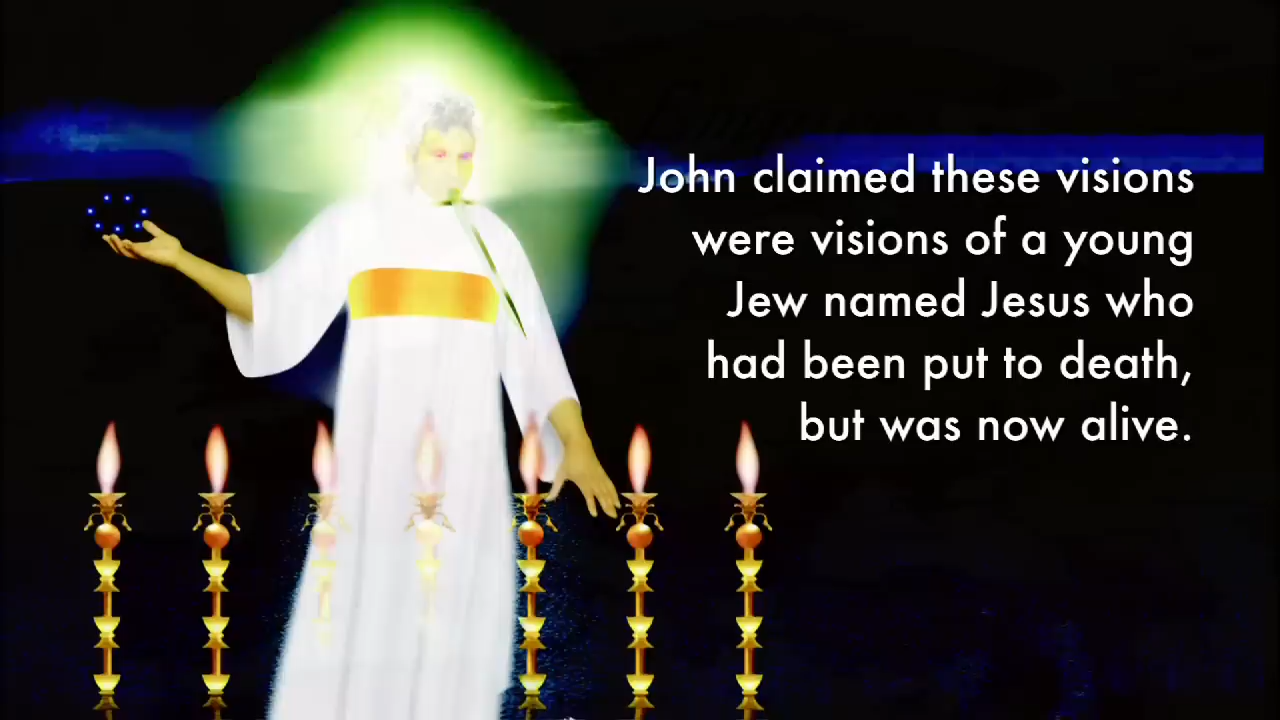 John claimed these visions
were visions of a young
Jew named Jesus who
had been put to death,
but was now alive.